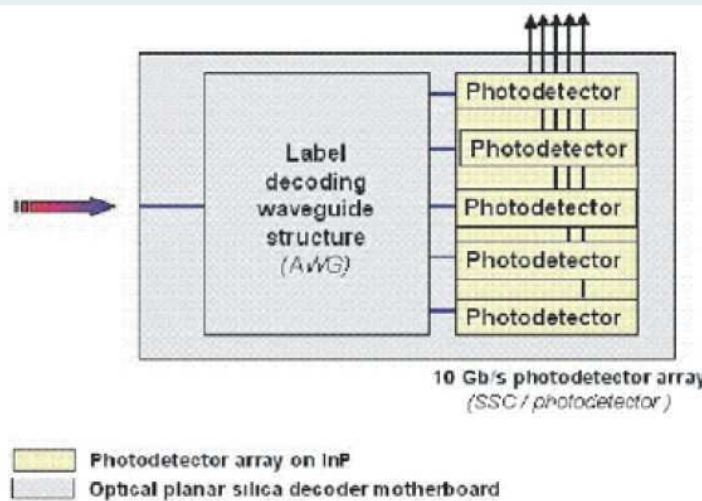 Photodetector
Label
decoding
waveguide
structure
(AWG)
Photodetector
Photodetector
Photodetector
Photodetector
10 Gb/s photodetector array
(SSC / photodetector)
Photodetector array on InP
Optical planar silica decoder motherboard